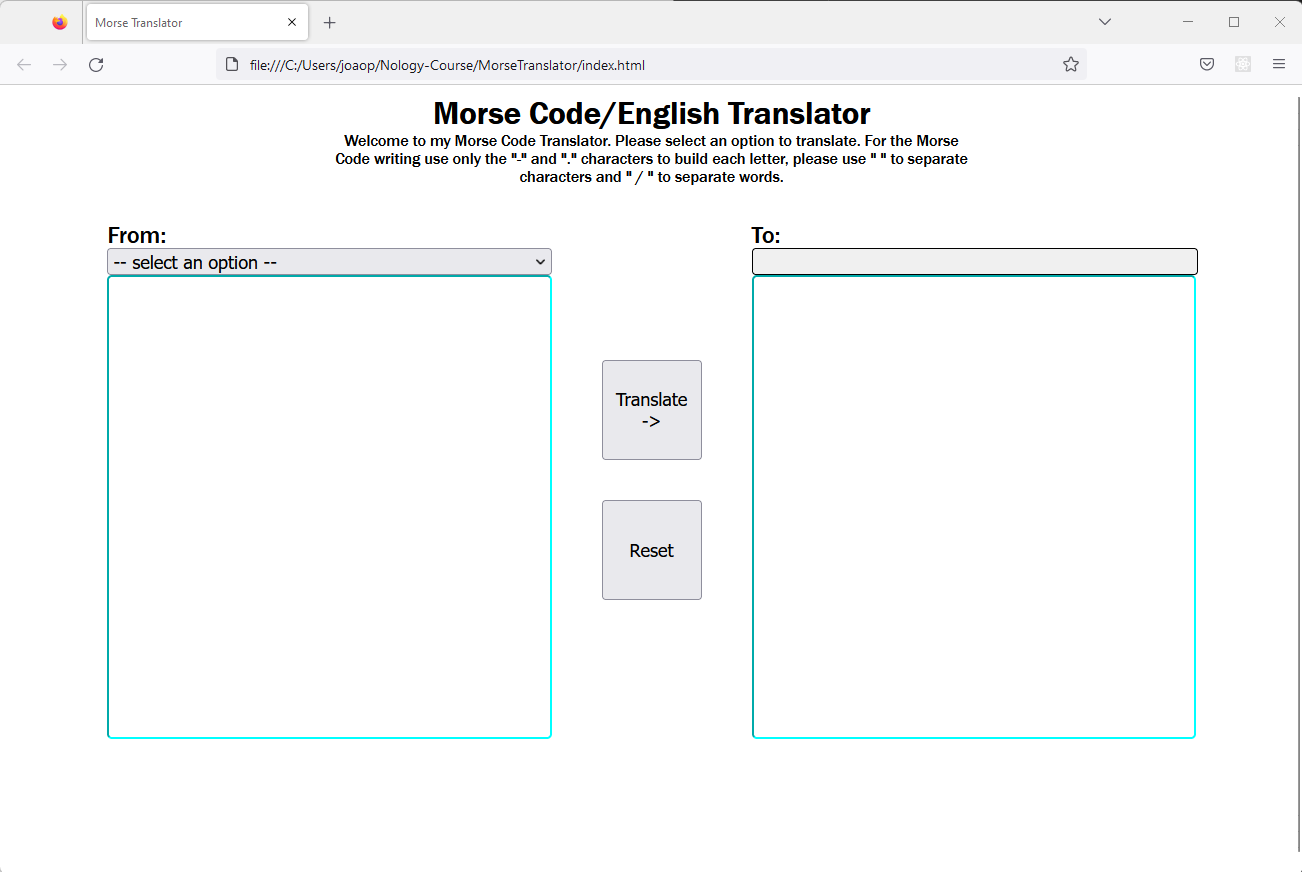 Morse Translator
file:///C:/Users/joaop/Nology-Course/MorseTranslator/index.html
Morse Code/English Translator
Welcome to my Morse Code Translator. Please select an option to translate. For the Morse
Code writing use only the "-" and "." characters to build each letter, please use " " to separate
characters and " / " to separate words.
From:
-- select an option --
To:
Translate
->
Reset